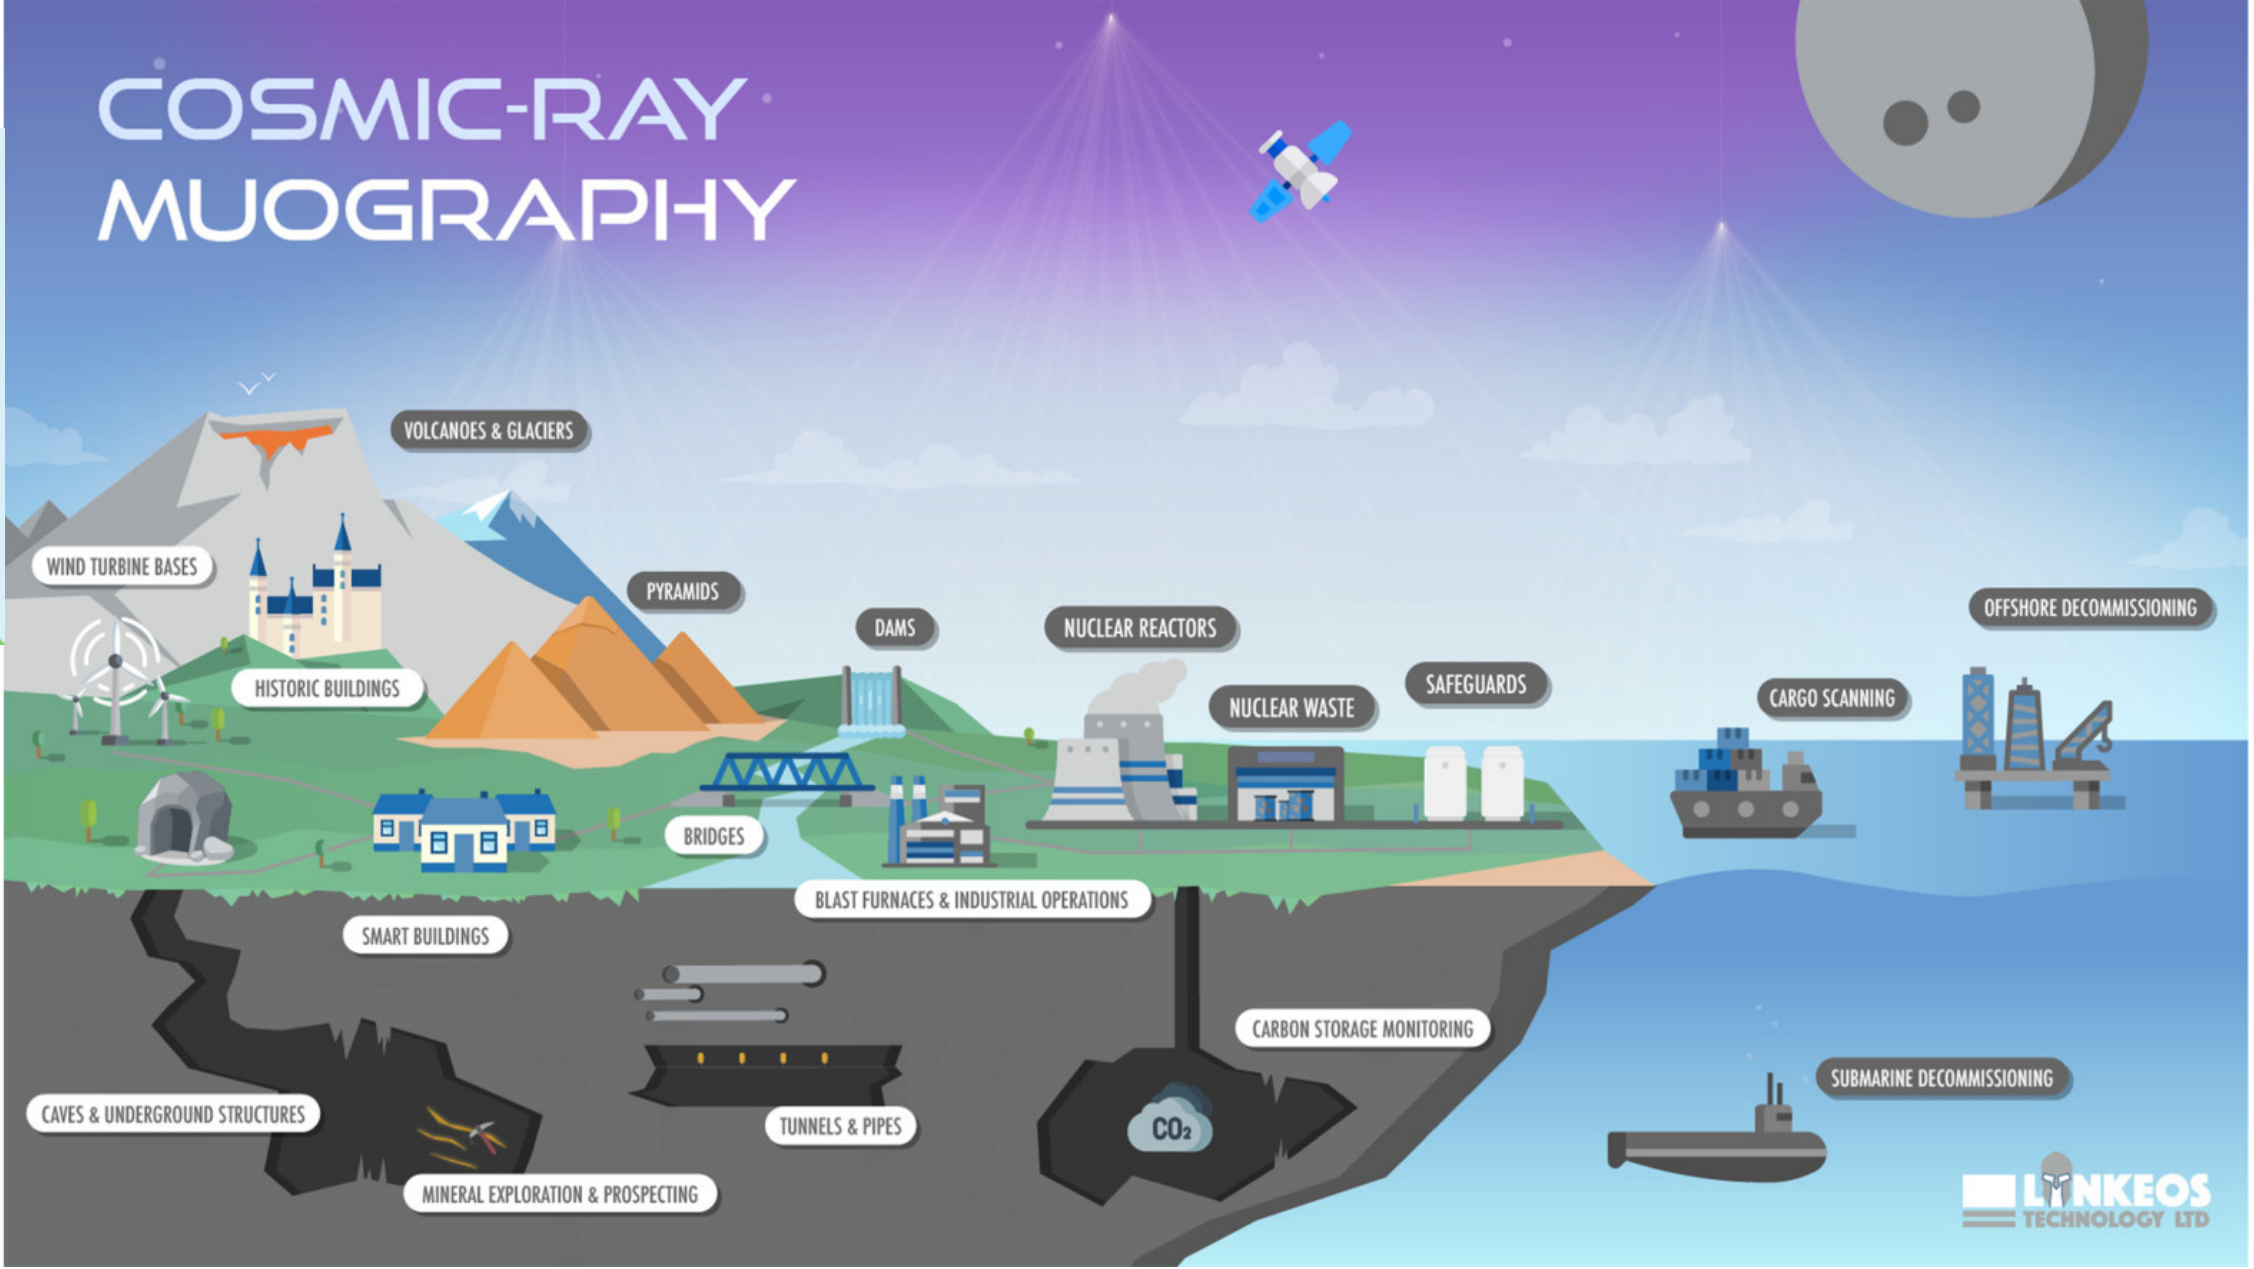 COSMIC-RAY
MUOGRAPHY
VOLCANOES & GLACIERS
WIND TURBINE BASES
PYRAMIDS
HISTORIC BUILDINGS
DAMS
NUCLEAR REACTORS
NUCLEAR WASTE
SAFEGUARDS
CARGO SCANNING
OFFSHORE DECOMMISSIONING
BRIDGES
BLAST FURNACES & INDUSTRIAL OPERATIONS
SMART BUILDINGS
CARBON STORAGE MONITORING
CAVES & UNDERGROUND STRUCTURES
TUNNELS & PIPES
CO₂
SUBMARINE DECOMMISSIONING
MINERAL EXPLORATION & PROSPECTING
LYNKEOS
TECHNOLOGY LTD